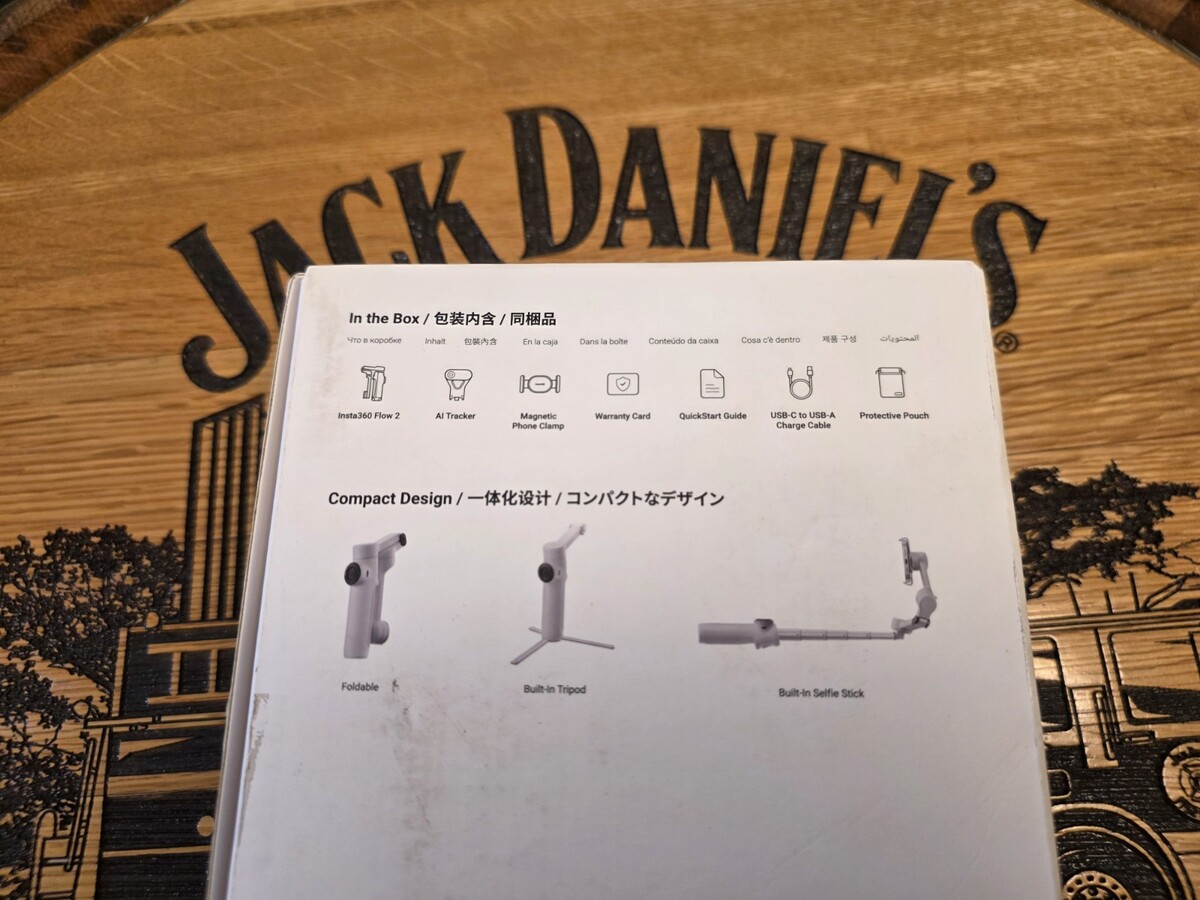 JACK DANIEL'S
®
In the Box / 包装内含 / 同梱品
Что в коробке Inhalt 包裝內含 En la caja Dans la boîte Conteúdo da caixa Cosa c'è dentro 제품 구성 المحتويات
Insta360 Flow 2
AI Tracker
Magnetic
Phone Clamp
Warranty Card
QuickStart Guide
USB-C to USB-A
Charge Cable
Protective Pouch
Compact Design / 一体化设计 / コンパクトなデザイン
Foldable
Built-in Tripod
Built-In Selfie Stick